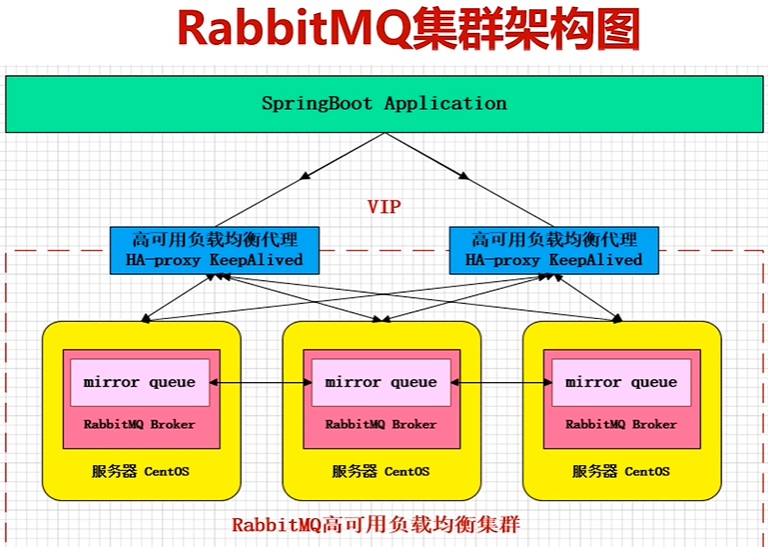 RabbitMQ集群架构图
SpringBoot Application
VIP
高可用负载均衡代理
HA-proxy KeepAlived
高可用负载均衡代理
HA-proxy KeepAlived
mirror queue
RabbitMQ Broker
服务器 CentOS
mirror queue
RabbitMQ Broker
服务器 CentOS
mirror queue
RabbitMQ Broker
服务器 CentOS
RabbitMQ高可用负载均衡集群